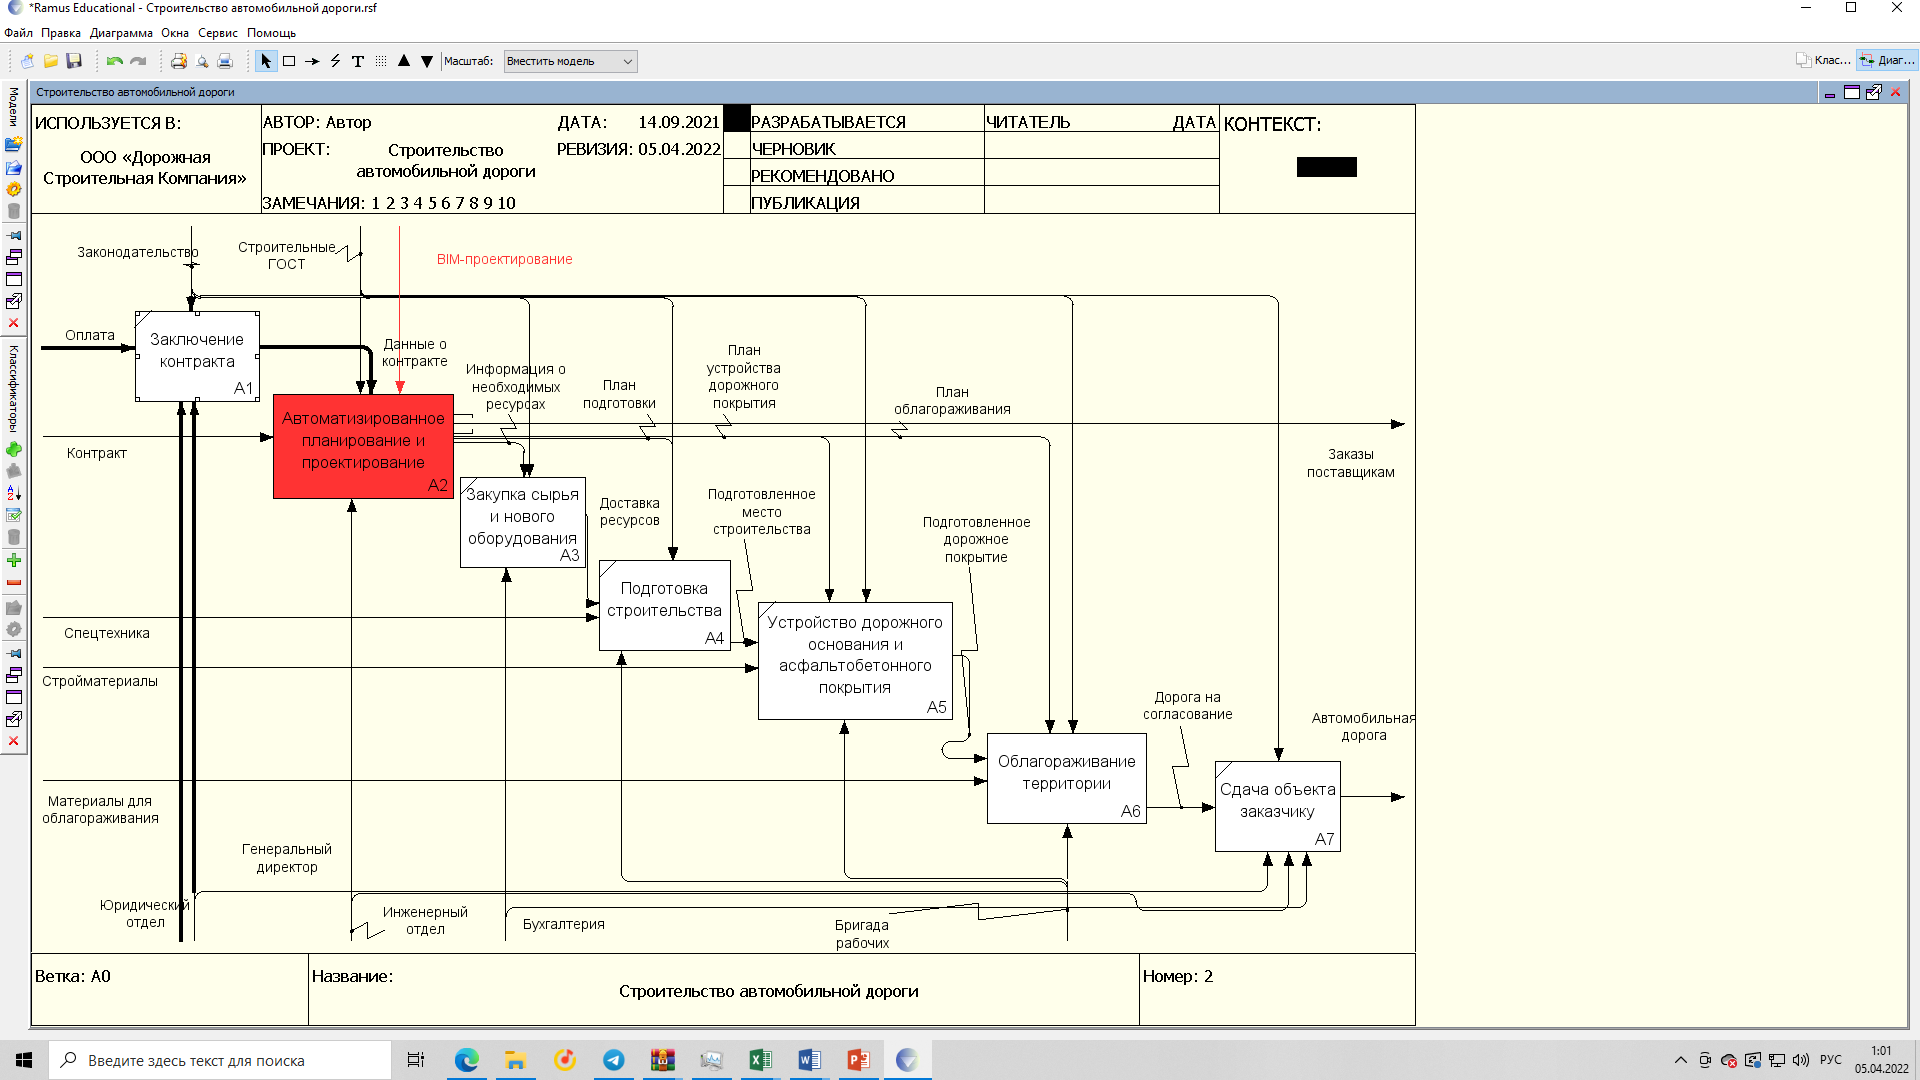 *Ramus Educational - Строительство автомобильной дороги.rsf
Файл Правка Диаграмма Окна Сервис Помощь
Масштаб: Вместить модель
Клас... Диаг...
Модели
Классификаторы
Строительство автомобильной дороги
ИСПОЛЬЗУЕТСЯ В:
ООО «Дорожная
Строительная Компания»
АВТОР: Автор
ДАТА: 14.09.2021
ПРОЕКТ: Строительство
автомобильной дороги
РЕВИЗИЯ: 05.04.2022
ЗАМЕЧАНИЯ: 1 2 3 4 5 6 7 8 9 10
РАЗРАБАТЫВАЕТСЯ
ЧЕРНОВИК
РЕКОМЕНДОВАНО
ПУБЛИКАЦИЯ
ЧИТАТЕЛЬ ДАТА
КОНТЕКСТ:
Законодательство
Строительные
ГОСТ
BIM-проектирование
Оплата
Заключение
контракта
A1
Данные о
контракте
Информация о
необходимых
ресурсах
План
подготовки
План
устройства
дорожного
покрытия
План
облагораживания
Автоматизированное
планирование и
проектирование
A2
Контракт
Заказы
поставщикам
Закупка сырья
и нового
оборудования
A3
Доставка
ресурсов
Подготовленное
место
строительства
Подготовленное
дорожное
покрытие
Подготовка
строительства
A4
Спецтехника
Устройство дорожного
основания и
асфальтобетонного
покрытия
A5
Стройматериалы
Дорога на
согласование
Автомобильная
дорога
Облагораживание
территории
A6
Сдача объекта
заказчику
A7
Материалы для
облагораживания
Генеральный
директор
Юридический
отдел
Инженерный
отдел
Бухгалтерия
Бригада
рабочих
Ветка: A0
Название:
Строительство автомобильной дороги
Номер: 2
Введите здесь текст для поиска
РУС
1:01
05.04.2022